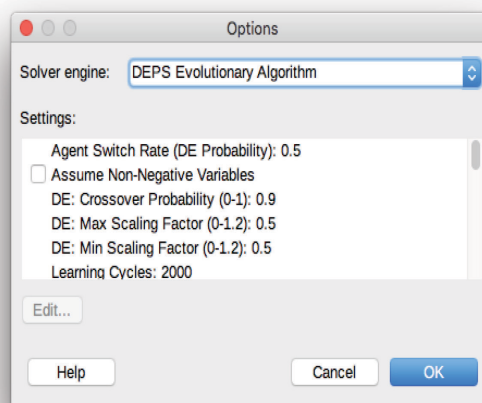 Options
Solver engine: DEPS Evolutionary Algorithm
Settings:
Agent Switch Rate (DE Probability): 0.5
Assume Non-Negative Variables
DE: Crossover Probability (0-1): 0.9
DE: Max Scaling Factor (0-1.2): 0.5
DE: Min Scaling Factor (0-1.2): 0.5
Learning Cycles: 2000
Edit...
Help Cancel OK